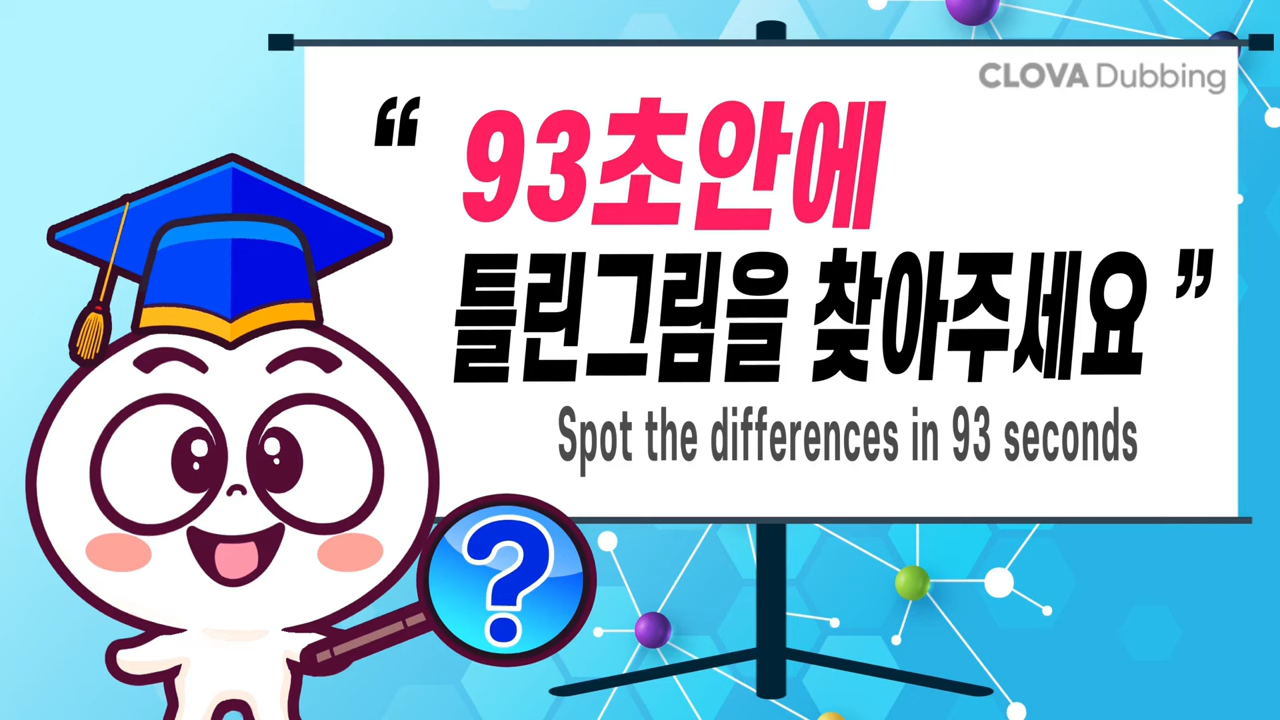 CLOVA Dubbing
“ 93초안에
틀린그림을 찾아주세요 ”
Spot the differences in 93 seconds
?